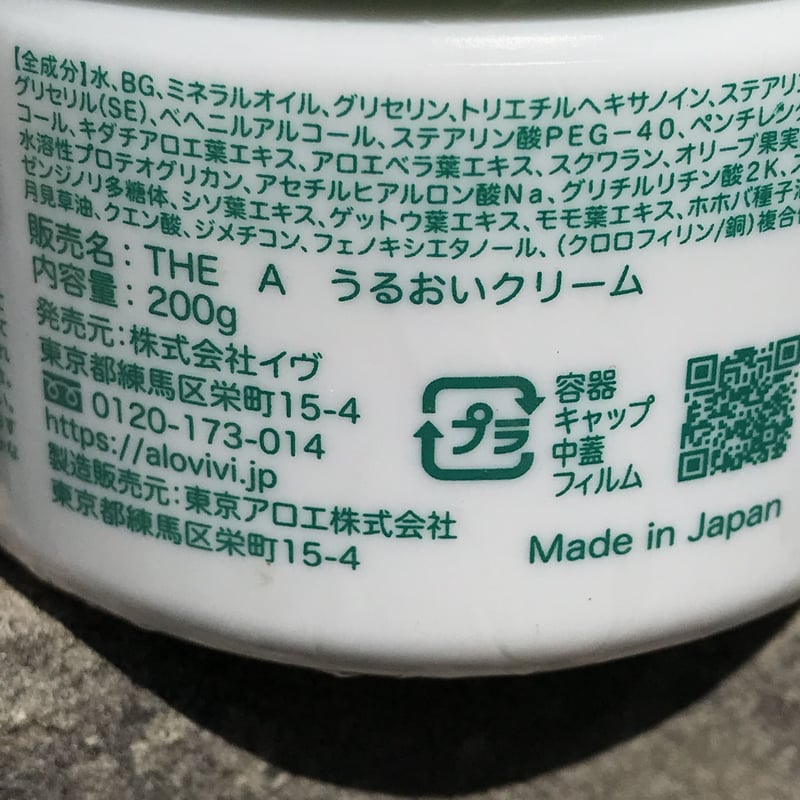 【全成分】水、BG、ミネラルオイル、グリセリン、トリエチルヘキサノイン、ステアリン
グリセリル(SE)、ベヘニルアルコール、ステアリン酸PEG-40、ペンチレング
コール、キダチアロエ葉エキス、アロエベラ葉エキス、スクワラン、オリーブ果実
水溶性プロテオグリカン、アセチルヒアルロン酸Na、グリチルリチン酸2K、ス
ゼンジノリ多糖体、シソ葉エキス、ゲットウ葉エキス、モモ葉エキス、ホホバ種子油
月見草油、クエン酸、ジメチコン、フェノキシエタノール、(クロロフィリン/銅)複合
販売名:THE A うるおいクリーム
内容量:200g
発売元:株式会社イヴ
東京都練馬区栄町15-4
0120-173-014
https://alovivi.jp
製造販売元:東京アロエ株式会社
東京都練馬区栄町15-4
プラ
容器
キャップ
中蓋
フィルム
Made in Japan